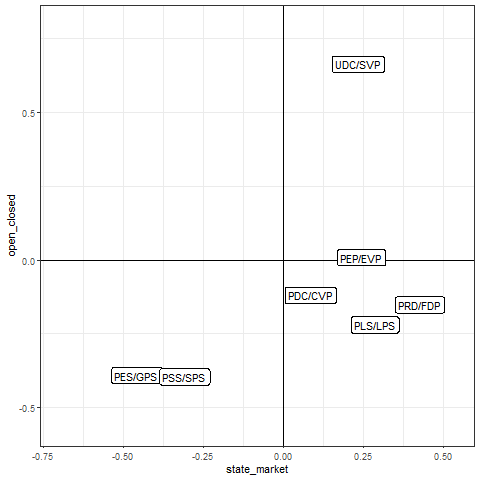 UDC/SVP
0.5
open_closed
PEP/EVP
0.0
PDC/CVP
PRD/FDP
PLS/LPS
PES/GPS
PSS/SPS
-0.5
-0.75
-0.50
-0.25
0.00
0.25
0.50
state_market